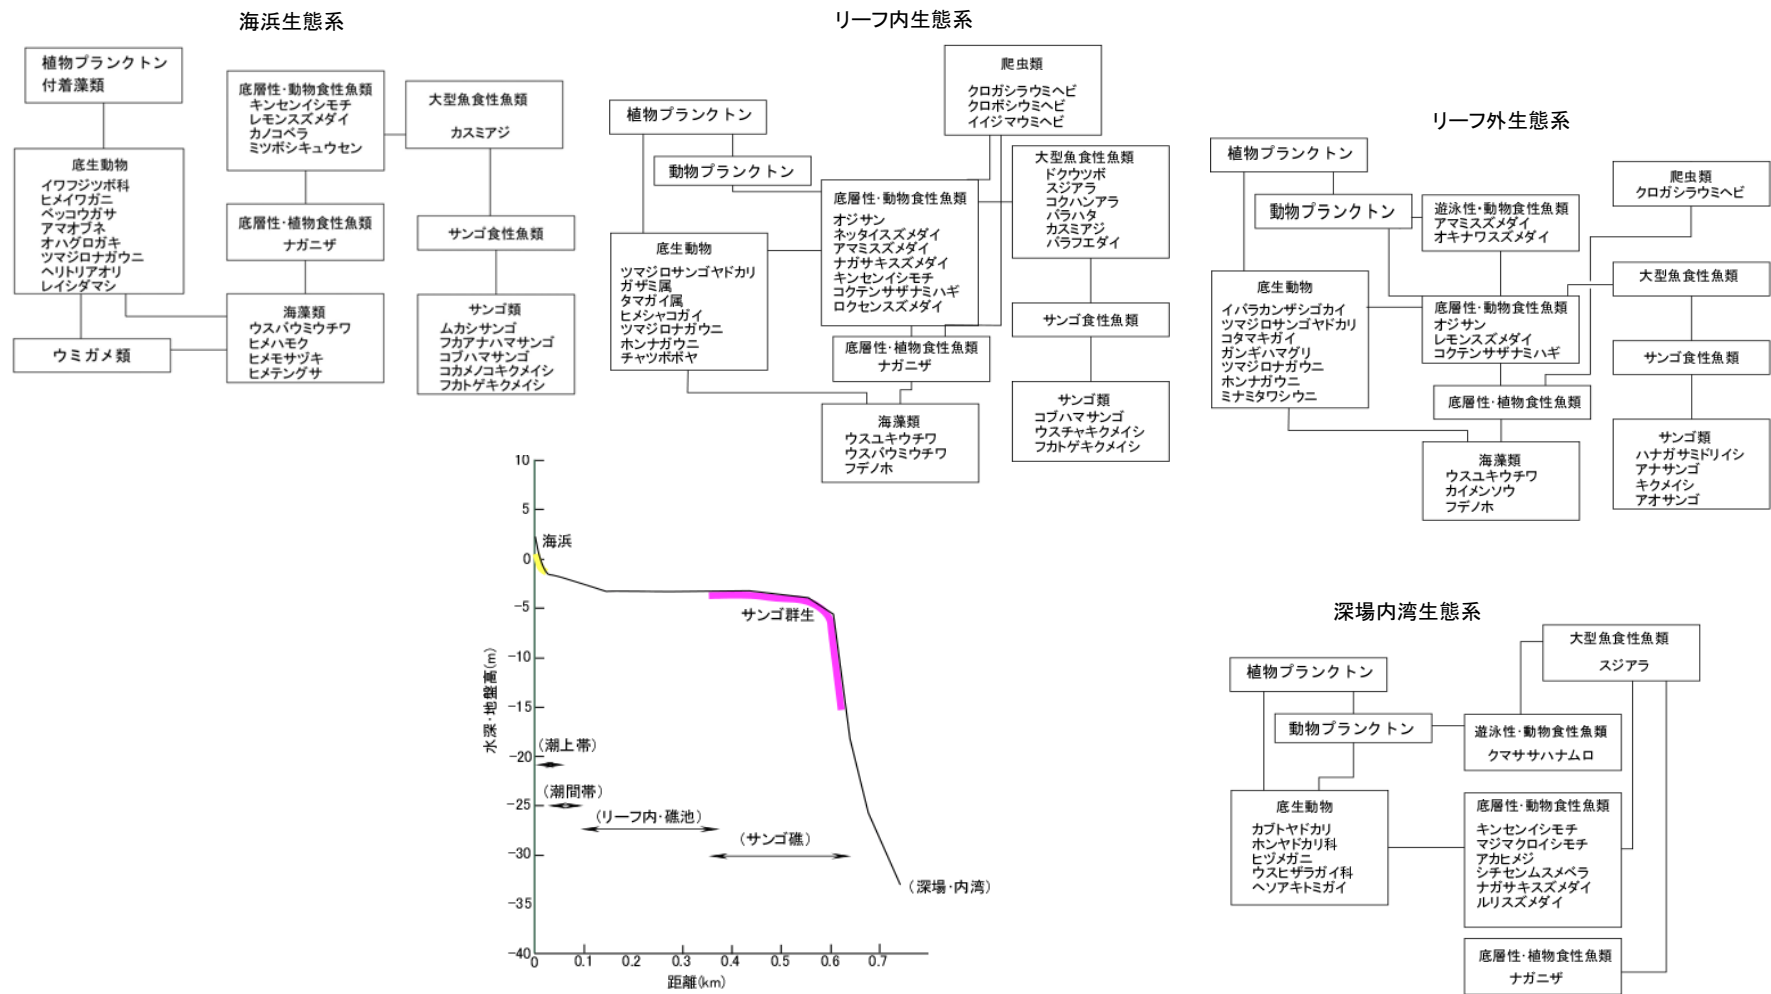 海浜生態系
植物プランクトン
付着藻類
底生動物
イワフジツボ科
ヒメイワガニ
ベッコウガサ
アマオブネ
オハグロガキ
ツマジロナガウニ
ヘリトリアオリ
レイシダマシ
ウミガメ類
底層性・動物食性魚類
キンセンイシモチ
レモンスズメダイ
カノコベラ
ミツボシキュウセン
底層性・植物食性魚類
ナガニザ
海藻類
ウスバウミウチワ
ヒメハモク
ヒメモサヅキ
ヒメテングサ
大型魚食性魚類
カスミアジ
サンゴ食性魚類
サンゴ類
ムカシサンゴ
フカアナハマサンゴ
コブハマサンゴ
コカメノコキクメイシ
フカトゲキクメイシ
リーフ内生態系
植物プランクトン
動物プランクトン
底生動物
ツマジロサンゴヤドカリ
ガザミ属
タマガイ属
ヒメシャコガイ
ツマジロナガウニ
ホンナガウニ
チャツボボヤ
底層性・動物食性魚類
オジサン
ネッタイスズメダイ
アマミスズメダイ
ナガサキスズメダイ
キンセンイシモチ
コクテンサザナミハギ
ロクセンスズメダイ
底層性・植物食性魚類
ナガニザ
海藻類
ウスユキウチワ
ウスバウミウチワ
フデノホ
爬虫類
クロガシラウミヘビ
クロボシウミヘビ
イイジマウミヘビ
大型魚食性魚類
ドクウツボ
スジアラ
コクハンアラ
バラハタ
カスミアジ
バラフエダイ
サンゴ食性魚類
サンゴ類
コブハマサンゴ
ウスチャキクメイシ
フカトゲキクメイシ
リーフ外生態系
植物プランクトン
動物プランクトン
底生動物
イバラカンザシゴカイ
ツマジロサンゴヤドカリ
コタマキガイ
ガンギハマグリ
ツマジロナガウニ
ホンナガウニ
ミナミタワシウニ
遊泳性・動物食性魚類
アマミスズメダイ
オキナワスズメダイ
底層性・動物食性魚類
オジサン
レモンスズメダイ
コクテンサザナミハギ
底層性・植物食性魚類
海藻類
ウスユキウチワ
カイメンソウ
フデノホ
爬虫類
クロガシラウミヘビ
大型魚食性魚類
サンゴ食性魚類
サンゴ類
ハナガサミドリイシ
アナサンゴ
キクメイシ
アオサンゴ
水深・地盤高(m)
10
5
0
-5
-10
-15
-20
-25
-30
-35
-40
海浜
サンゴ群生
(潮上帯)
(潮間帯)
(リーフ内・礁池)
(サンゴ礁)
(深場・内湾)
0
0.1
0.2
0.3
0.4
0.5
0.6
0.7
距離(km)
深場内湾生態系
植物プランクトン
動物プランクトン
底生動物
カブトヤドカリ
ホンヤドカリ科
ヒヅメガニ
ウスヒザラガイ科
ヘソアキトミガイ
大型魚食性魚類
スジアラ
遊泳性・動物食性魚類
クマササハナムロ
底層性・動物食性魚類
キンセンイシモチ
マジマクロイシモチ
アカヒメジ
シチセンムスメベラ
ナガサキスズメダイ
ルリスズメダイ
底層性・植物食性魚類
ナガニザ